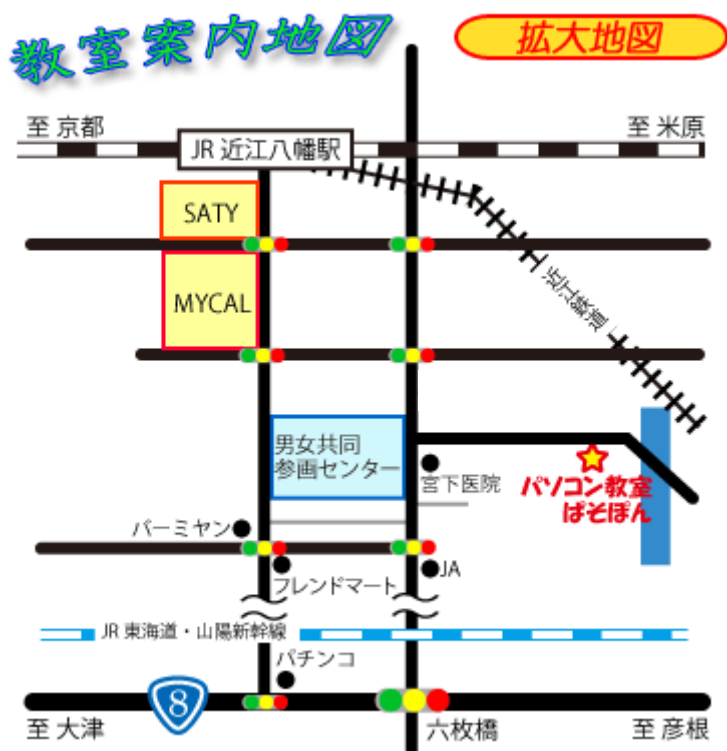 教室案内地図
拡大地図
至 京都
至 米原
JR 近江八幡駅
SATY
近江鉄道
MYCAL
男女共同
参画センター
宮下医院
パソコン教室
ぱそぽん
バーミヤン
フレンドマート
JA
JR 東海道・山陽新幹線
パチンコ
8
至 大津
六枚橋
至 彦根